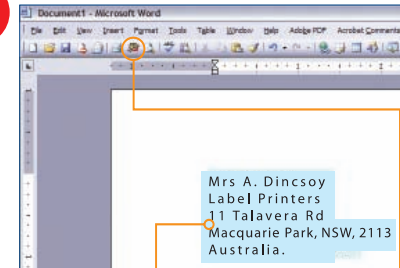 Document1 - Microsoft Word
File Edit View Insert Format Tools Table Window Help Adobe PDF Acrobat Comments
Mrs A. Dincsoy
Label Printers
11 Talavera Rd
Macquarie Park, NSW, 2113
Australia.